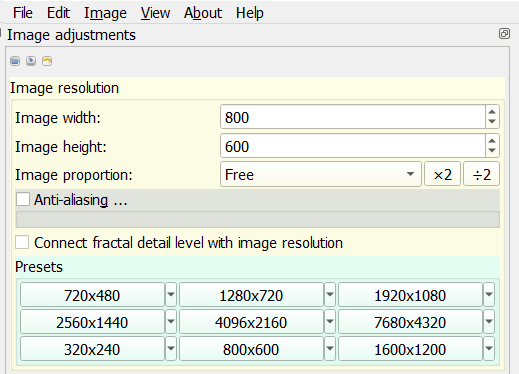 File Edit Image View About Help
Image adjustments
Image resolution
Image width: 800
Image height: 600
Image proportion: Free ×2 ÷2
Anti-aliasing ...
Connect fractal detail level with image resolution
Presets
720x480 1280x720 1920x1080
2560x1440 4096x2160 7680x4320
320x240 800x600 1600x1200